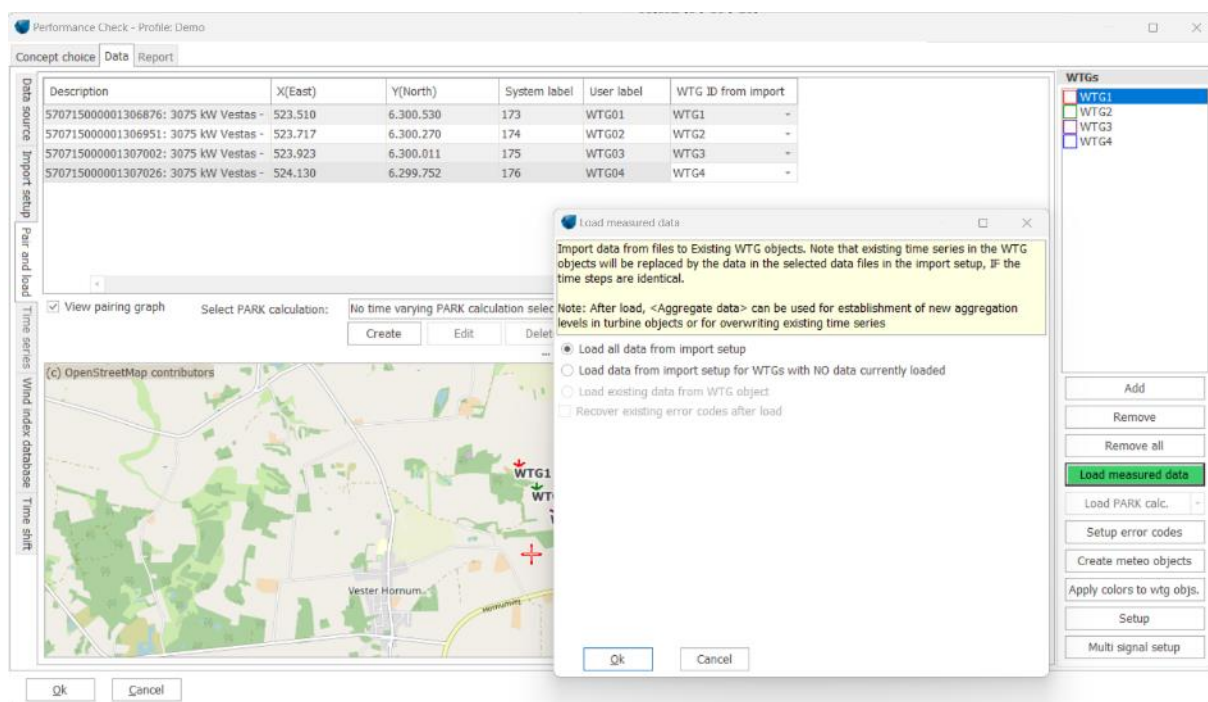 Performance Check - Profile: Demo
Concept choice Data Report
Data source
Import setup
Pair and load
Time series
Wind index database
Time shift
Description X(East) Y(North) System label User label WTG ID from import
570715000001306876: 3075 kW Vestas - 523.510 6.300.530 173 WTG01 WTG1
570715000001306951: 3075 kW Vestas - 523.717 6.300.270 174 WTG02 WTG2
570715000001307002: 3075 kW Vestas - 523.923 6.300.011 175 WTG03 WTG3
570715000001307026: 3075 kW Vestas - 524.130 6.299.752 176 WTG04 WTG4
View pairing graph
Select PARK calculation:
No time varying PARK calculation selec
Create Edit Delet
...
(c) OpenStreetMap contributors
WTG1
WT
Vester Hornum
Load measured data
Import data from files to Existing WTG objects. Note that existing time series in the WTG
objects will be replaced by the data in the selected data files in the import setup, IF the
time steps are identical.
Note: After load, <Aggregate data> can be used for establishment of new aggregation
levels in turbine objects or for overwriting existing time series
Load all data from import setup
Load data from import setup for WTGs with NO data currently loaded
Load existing data from WTG object
Recover existing error codes after load
Ok Cancel
WTGs
WTG1
WTG2
WTG3
WTG4
Add
Remove
Remove all
Load measured data
Load PARK calc.
Setup error codes
Create meteo objects
Apply colors to wtg objs.
Setup
Multi signal setup
Ok Cancel